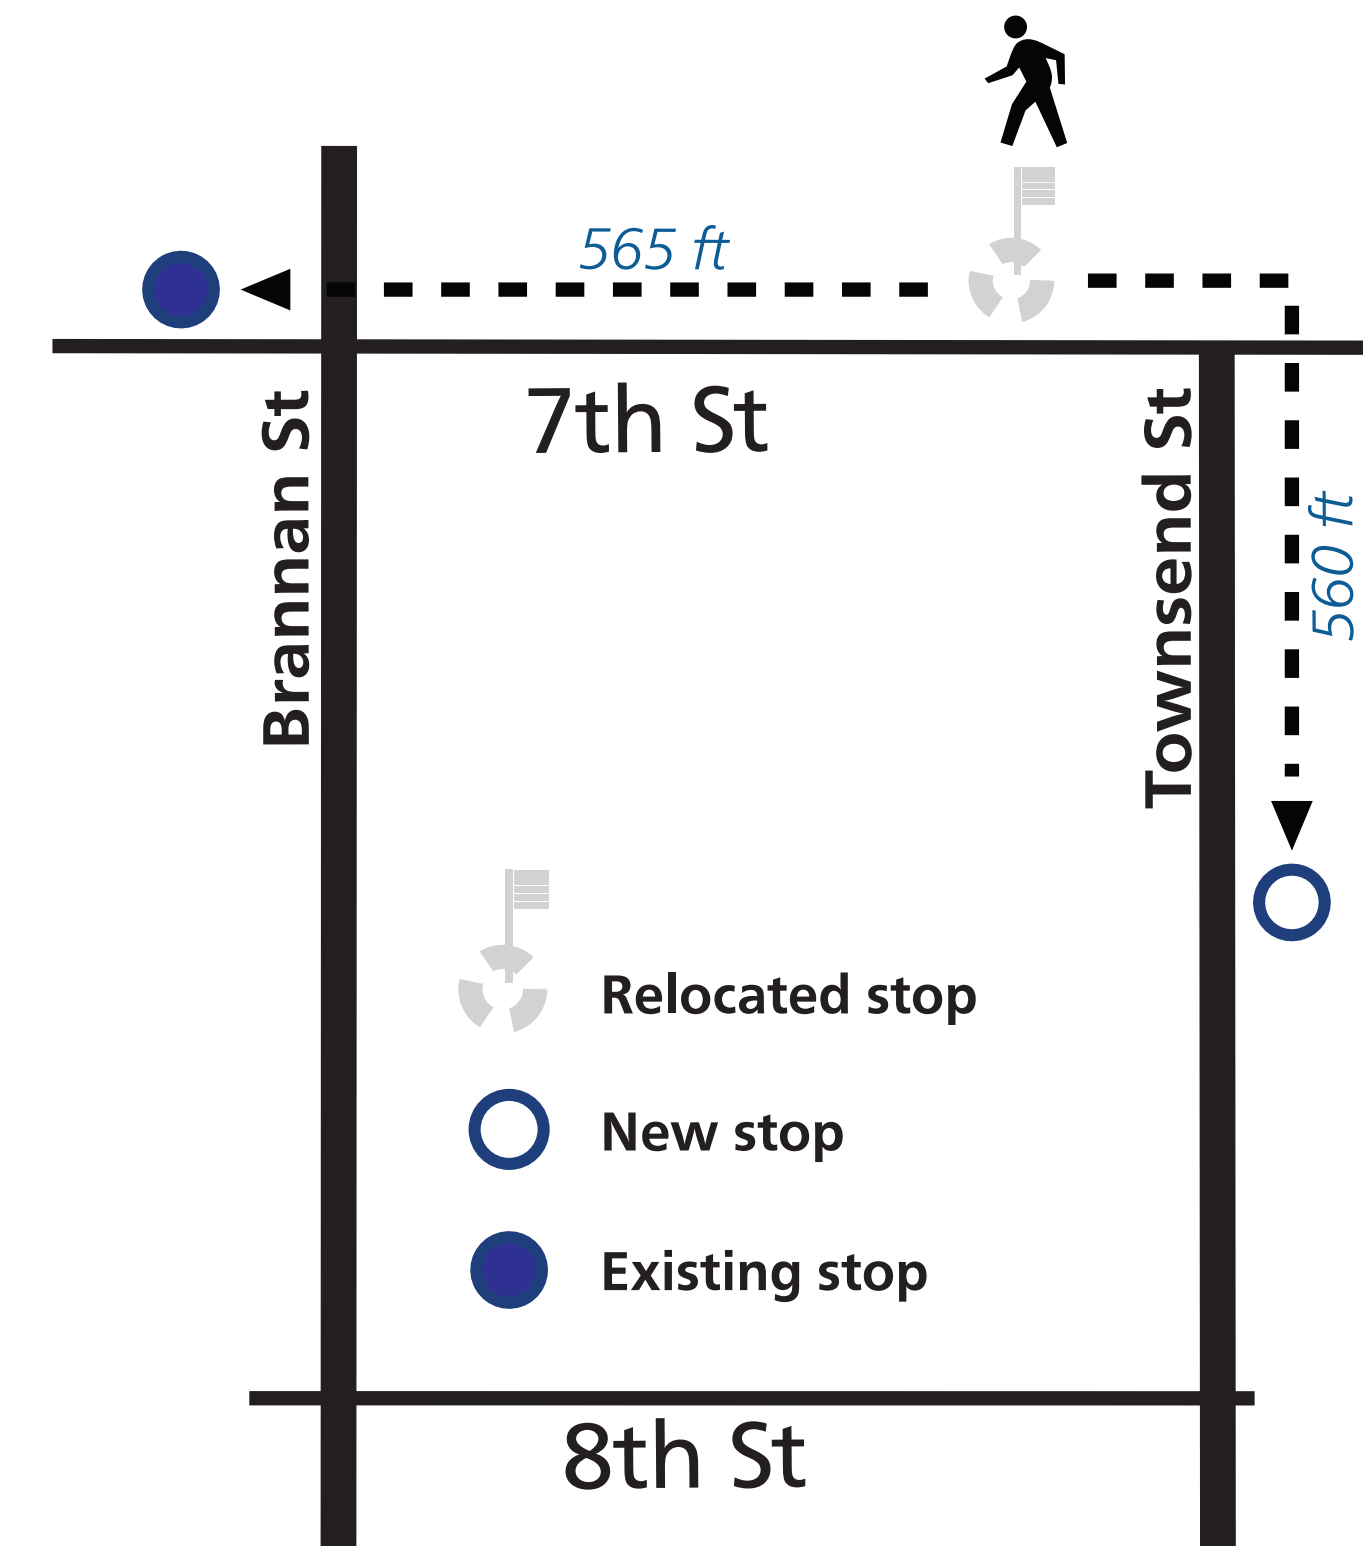 565 ft
7th St
Brannan St
Townsend St
560 ft
Relocated stop
New stop
Existing stop
8th St